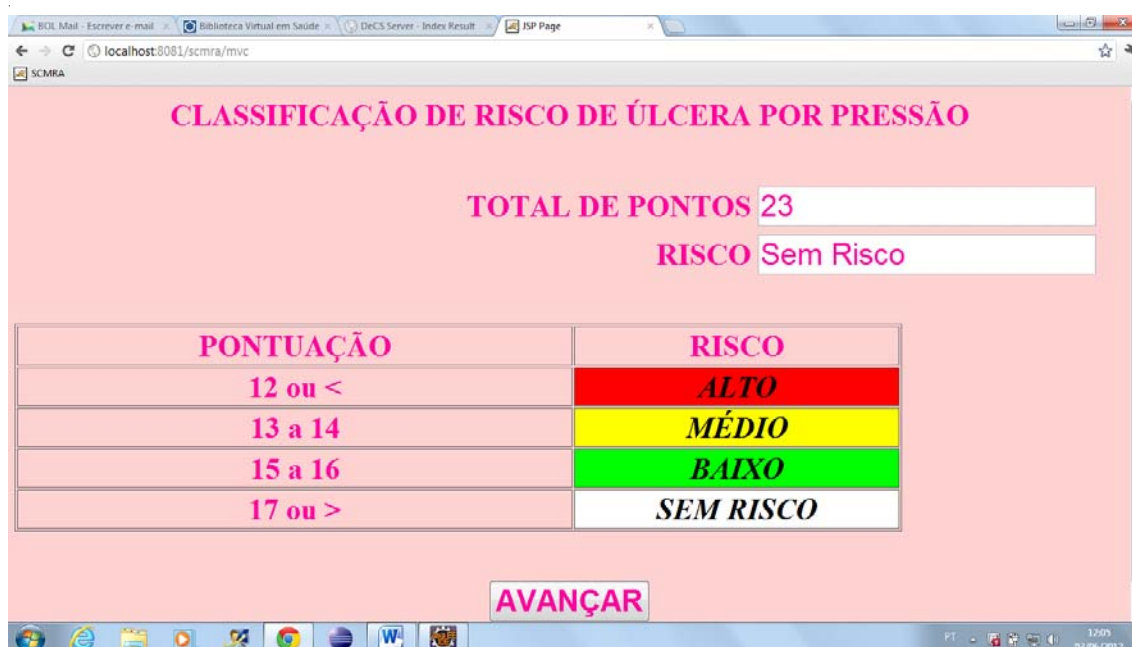 BOL Mail - Escrever e-mail Biblioteca Virtual em Saúde DeCS Server - Index Result JSP Page
localhost:8081/scmra/mvc
SCMRA
CLASSIFICAÇÃO DE RISCO DE ÚLCERA POR PRESSÃO
TOTAL DE PONTOS 23
RISCO Sem Risco
PONTUAÇÃO RISCO
12 ou < ALTO
13 a 14 MÉDIO
15 a 16 BAIXO
17 ou > SEM RISCO
AVANÇAR
PT 12:05